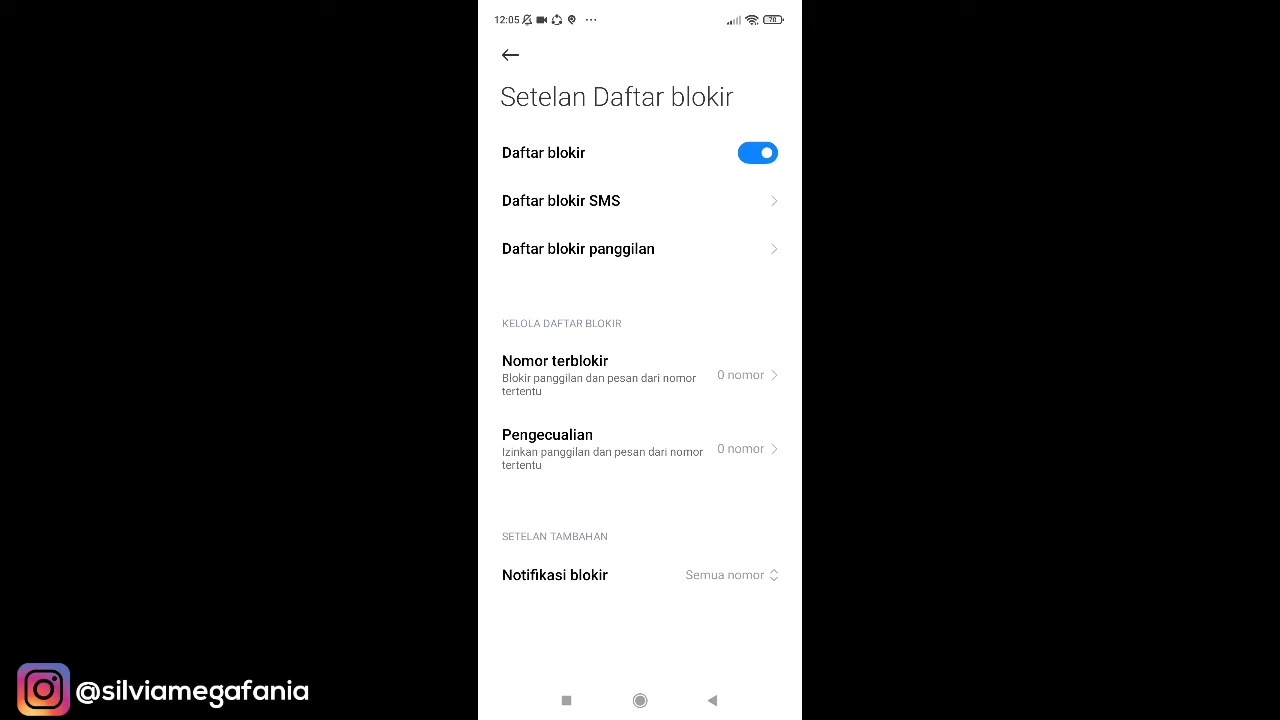 12:05
70
Setelan Daftar blokir
Daftar blokir
Daftar blokir SMS
Daftar blokir panggilan
KELOLA DAFTAR BLOKIR
Nomor terblokir
Blokir panggilan dan pesan dari nomor
tertentu
0 nomor
Pengecualian
Izinkan panggilan dan pesan dari nomor
tertentu
0 nomor
SETELAN TAMBAHAN
Notifikasi blokir
Semua nomor
@silviamegafania